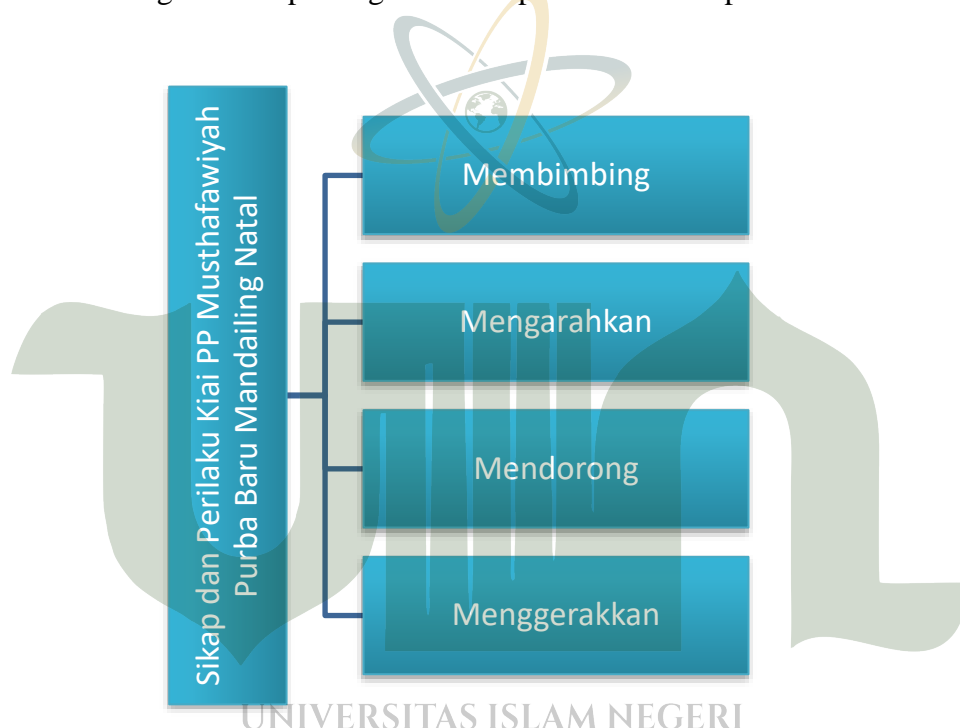 Sikap dan Perilaku Kiai PP Musthafawiyah
Purba Baru Mandailing Natal
Membimbing
Mengarahkan
Mendorong
Menggerakkan
UNIVERSITAS ISLAM NEGERI